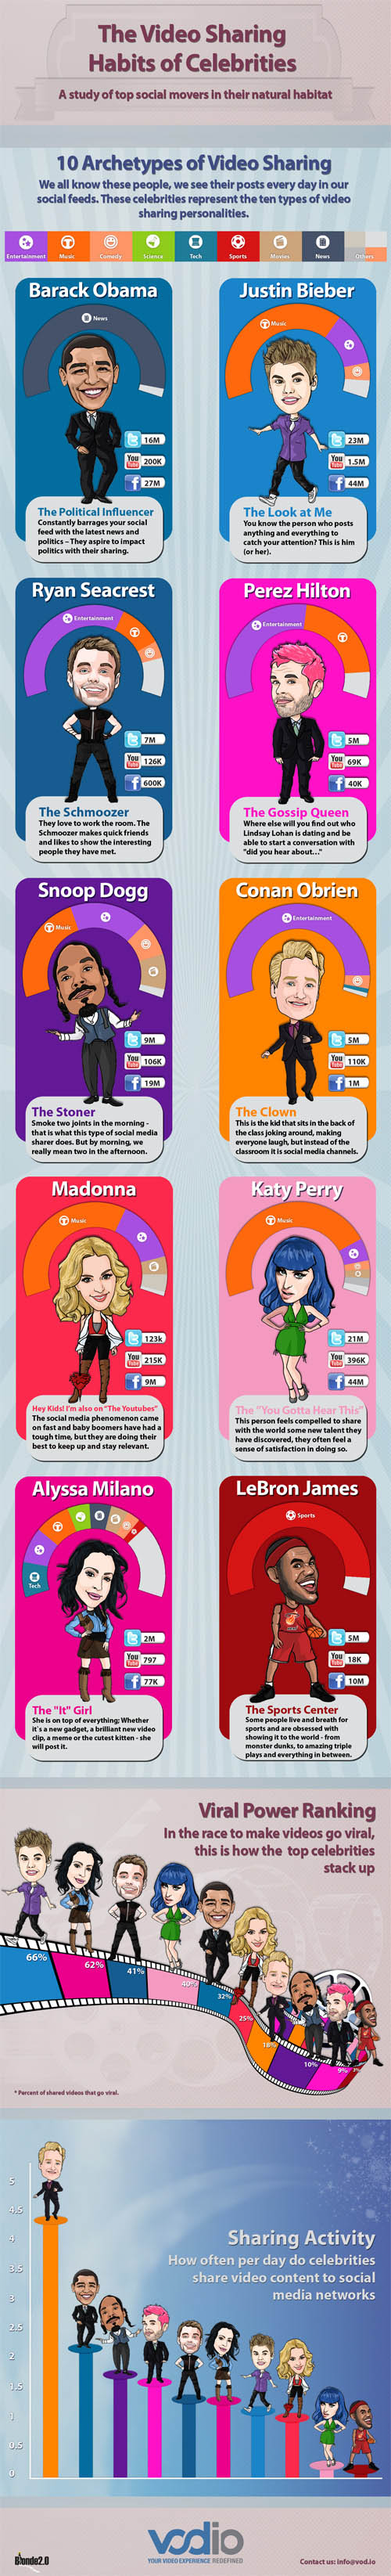 The Video Sharing
Habits of Celebrities
A study of top social movers in their natural habitat
10 Archetypes of Video Sharing
We all know these people, we see their posts every day in our
social feeds. These celebrities represent the ten types of video
sharing personalities.
Entertainment Music Comedy Science Tech Sports Movies News Others
Barack Obama
News
16M
You Tube 200K
27M
The Political Influencer
Constantly barrages your social
feed with the latest news and
politics – They aspire to impact
politics with their sharing.
Justin Bieber
Music
23M
You Tube 1.5M
44M
The Look at Me
You know the person who posts
anything and everything to
catch your attention? This is him
(or her).
Ryan Seacrest
Entertainment
7M
You Tube 126K
600K
The Schmoozer
They love to work the room. The
Schmoozer makes quick friends
and likes to show the interesting
people they have met.
Perez Hilton
Entertainment
5M
You Tube 69K
40K
The Gossip Queen
Where else will you find out who
Lindsay Lohan is dating and be
able to start a conversation with
"did you hear about..."
Snoop Dogg
Music
9M
You Tube 106K
19M
The Stoner
Smoke two joints in the morning -
that is what this type of social media
sharer does. But by morning, we
really mean two in the afternoon.
Conan Obrien
Entertainment
5M
You Tube 110K
1M
The Clown
This is the kid that sits in the back of
the class joking around, making
everyone laugh, but instead of the
classroom it is social media channels.
Madonna
Music
123k
You Tube 215K
9M
Hey Kids! I'm also on "The Youtubes"
The social media phenomenon came
on fast and baby boomers have had a
tough time, but they are doing their
best to keep up and stay relevant.
Katy Perry
Music
21M
You Tube 396K
44M
The "You Gotta Hear This"
This person feels compelled to share
with the world some new talent they
have discovered, they often feel a
sense of satisfaction in doing so.
Alyssa Milano
Tech
2M
You Tube 797
77K
The "It" Girl
She is on top of everything; Whether
it's a new gadget, a brilliant new video
clip, a meme or the cutest kitten - she
will post it.
LeBron James
Sports
5M
You Tube 18K
10M
The Sports Center
Some people live and breath for
sports and are obsessed with
showing it to the world - from
monster dunks, to amazing triple
plays and everything in between.
Viral Power Ranking
In the race to make videos go viral,
this is how the top celebrities
stack up
66%
62%
41%
40%
32%
25%
18%
10%
9%
* Percent of shared videos that go viral.
Sharing Activity
How often per day do celebrities
share video content to social
media networks
5
4.5
4
3.5
3
2.5
2
1.5
1
0.5
0
Blonde2.0
vodio
YOUR VIDEO EXPERIENCE REDEFINED
Contact us: info@vod.io